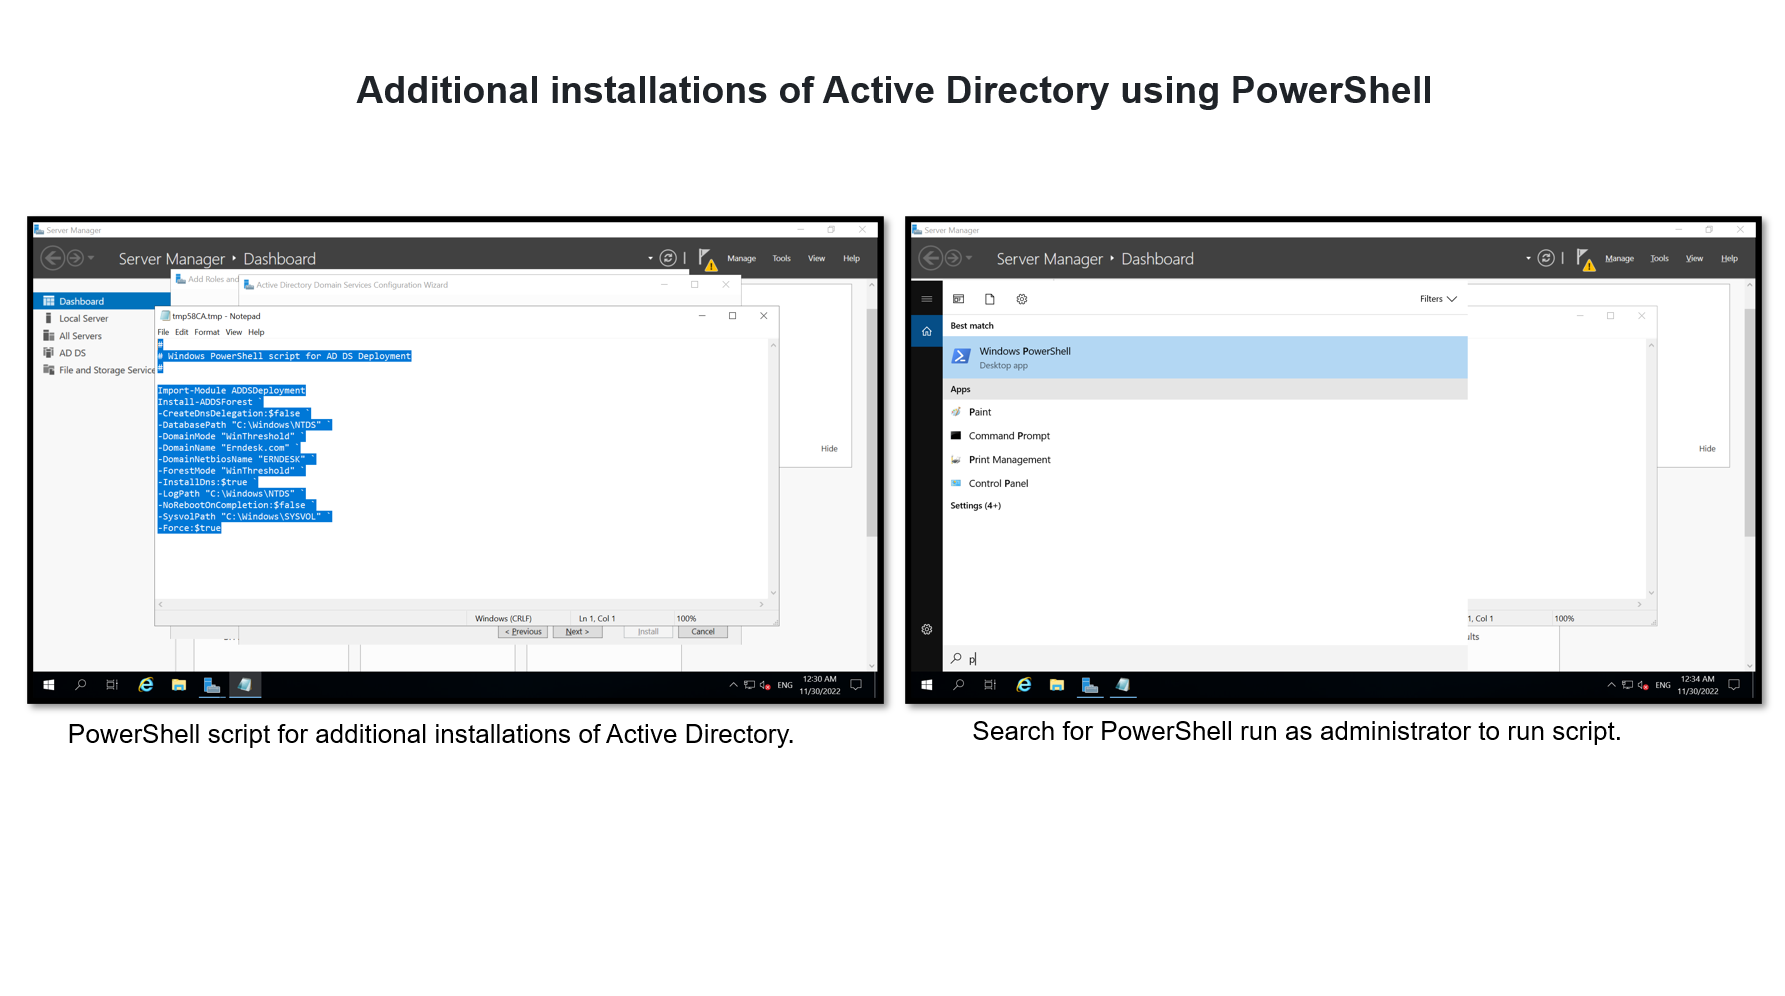 Additional installations of Active Directory using PowerShell
Server Manager
Server Manager ‣ Dashboard
Manage Tools View Help
Add Roles and
Active Directory Domain Services Configuration Wizard
Dashboard
Local Server
All Servers
AD DS
File and Storage Service
tmp58CA.tmp - Notepad
File Edit Format View Help
#
# Windows PowerShell script for AD DS Deployment
#
Import-Module ADDSDeployment
Install-ADDSForest `
-CreateDnsDelegation:$false `
-DatabasePath "C:\Windows\NTDS" `
-DomainMode "WinThreshold" `
-DomainName "Erndesk.com" `
-DomainNetbiosName "ERNDESK" `
-ForestMode "WinThreshold" `
-InstallDns:$true `
-LogPath "C:\Windows\NTDS" `
-NoRebootOnCompletion:$false `
-SysvolPath "C:\Windows\SYSVOL" `
-Force:$true
Hide
Windows (CRLF) Ln 1, Col 1 100%
< Previous Next > Install Cancel
ENG 12:30 AM
11/30/2022
PowerShell script for additional installations of Active Directory.
Server Manager
Server Manager ‣ Dashboard
Manage Tools View Help
Filters
Best match
Windows PowerShell
Desktop app
Apps
Paint
Command Prompt
Print Management
Control Panel
Settings (4+)
Hide
1, Col 1 100%
ults
p
ENG 12:34 AM
11/30/2022
Search for PowerShell run as administrator to run script.